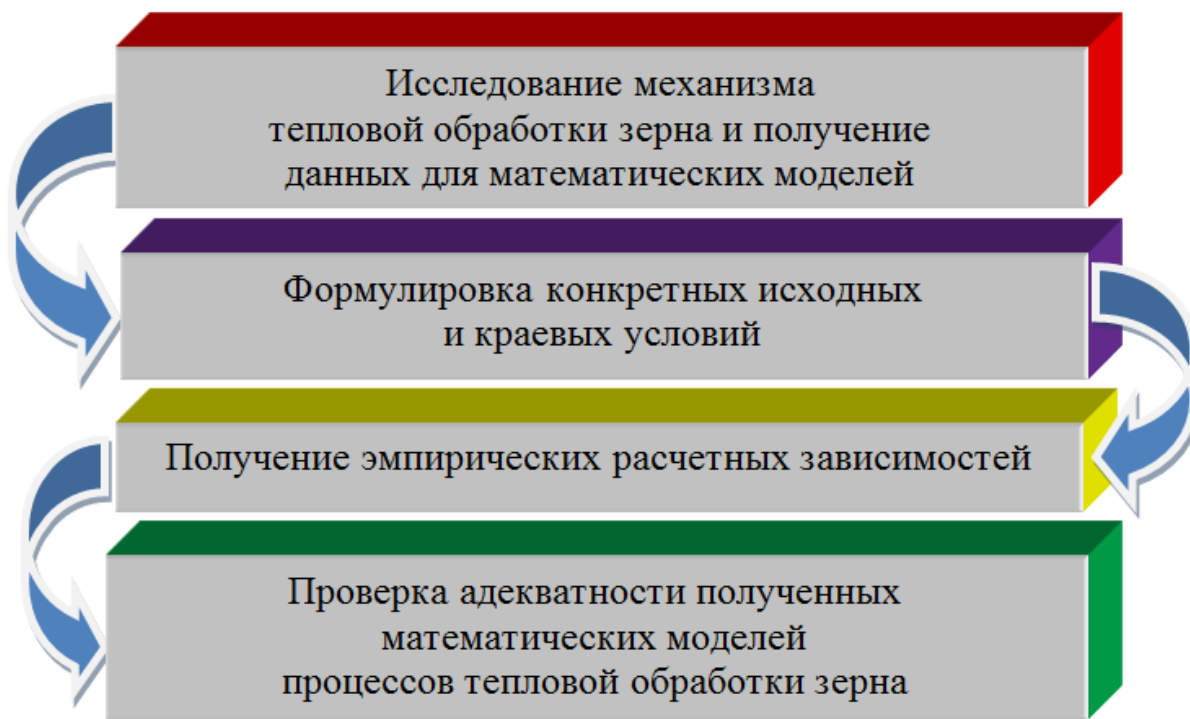 Исследование механизма
тепловой обработки зерна и получение
данных для математических моделей
Формулировка конкретных исходных
и краевых условий
Получение эмпирических расчетных зависимостей
Проверка адекватности полученных
математических моделей
процессов тепловой обработки зерна